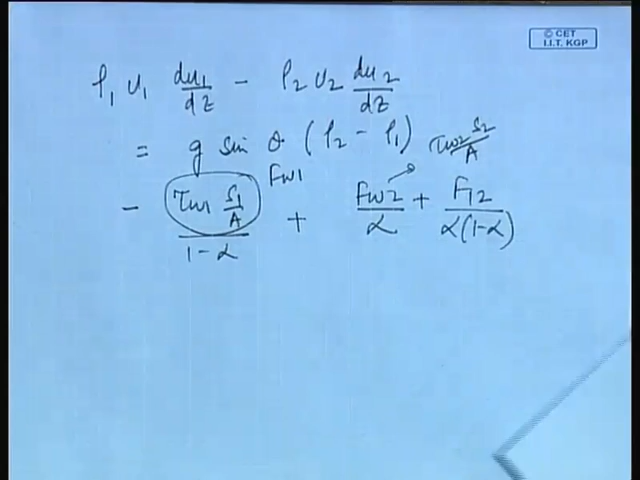 © CET
I.I.T. KGP
ρ₁ u₁ du₁/dz − ρ₂ u₂ du₂/dz
= g sin θ (ρ₂ − ρ₁)
τw2 S₂/A
Fw1
− (τw1 S₁/A)/(1−α) + Fw2/α + F12/(α(1−α))